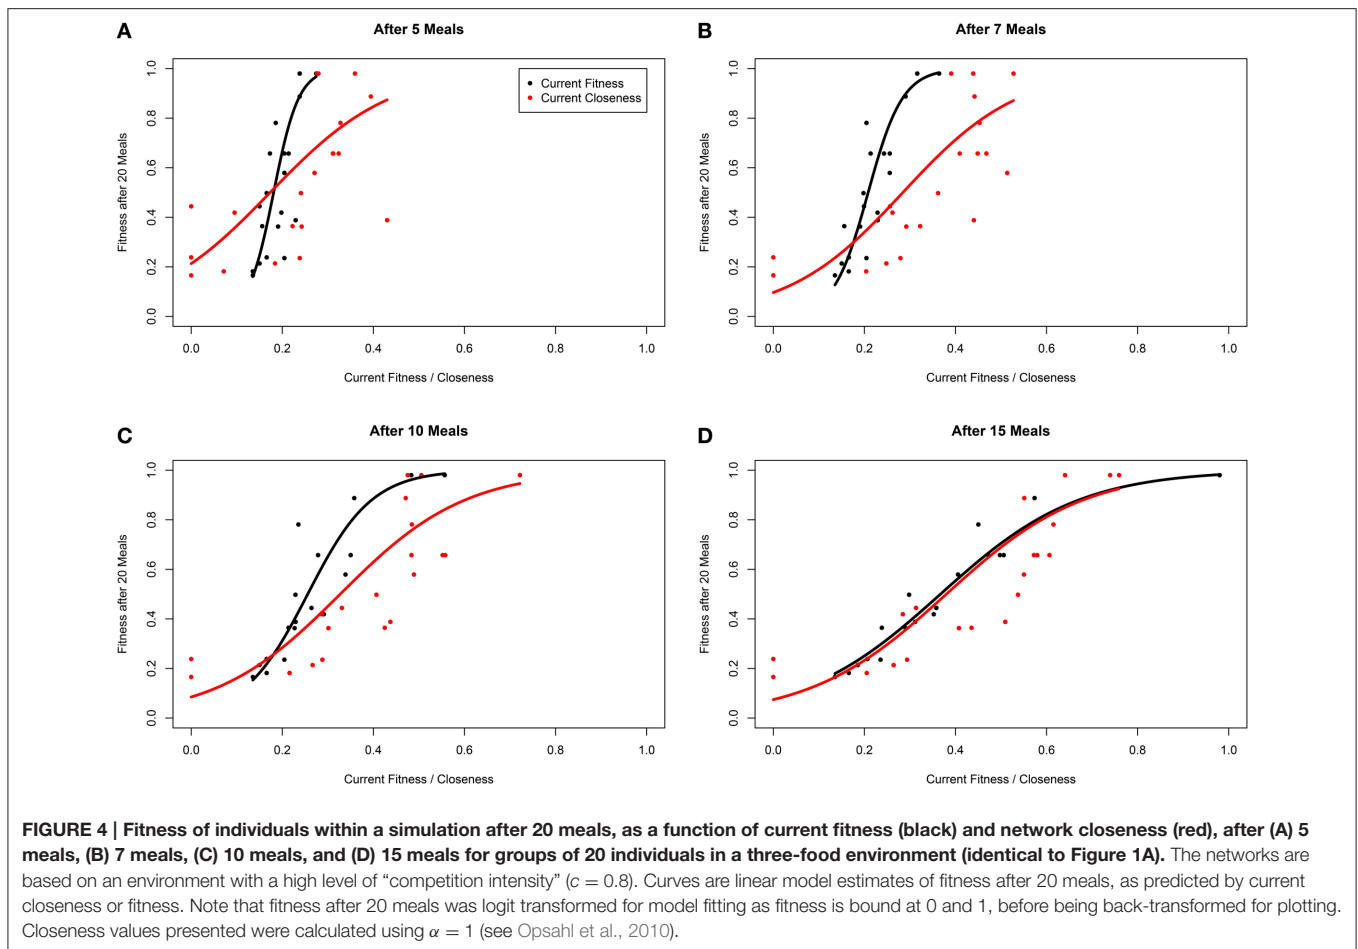 A
After 5 Meals
Fitness after 20 Meals
0.0 0.2 0.4 0.6 0.8 1.0
Current Fitness
Current Closeness
0.0 0.2 0.4 0.6 0.8 1.0
Current Fitness / Closeness
B
After 7 Meals
Fitness after 20 Meals
0.0 0.2 0.4 0.6 0.8 1.0
0.0 0.2 0.4 0.6 0.8 1.0
Current Fitness / Closeness
C
After 10 Meals
Fitness after 20 Meals
0.0 0.2 0.4 0.6 0.8 1.0
0.0 0.2 0.4 0.6 0.8 1.0
Current Fitness / Closeness
D
After 15 Meals
Fitness after 20 Meals
0.0 0.2 0.4 0.6 0.8 1.0
0.0 0.2 0.4 0.6 0.8 1.0
Current Fitness / Closeness
FIGURE 4 | Fitness of individuals within a simulation after 20 meals, as a function of current fitness (black) and network closeness (red), after (A) 5
meals, (B) 7 meals, (C) 10 meals, and (D) 15 meals for groups of 20 individuals in a three-food environment (identical to Figure 1A). The networks are
based on an environment with a high level of “competition intensity” (c = 0.8). Curves are linear model estimates of fitness after 20 meals, as predicted by current
closeness or fitness. Note that fitness after 20 meals was logit transformed for model fitting as fitness is bound at 0 and 1, before being back-transformed for plotting.
Closeness values presented were calculated using α = 1 (see Opsahl et al., 2010).